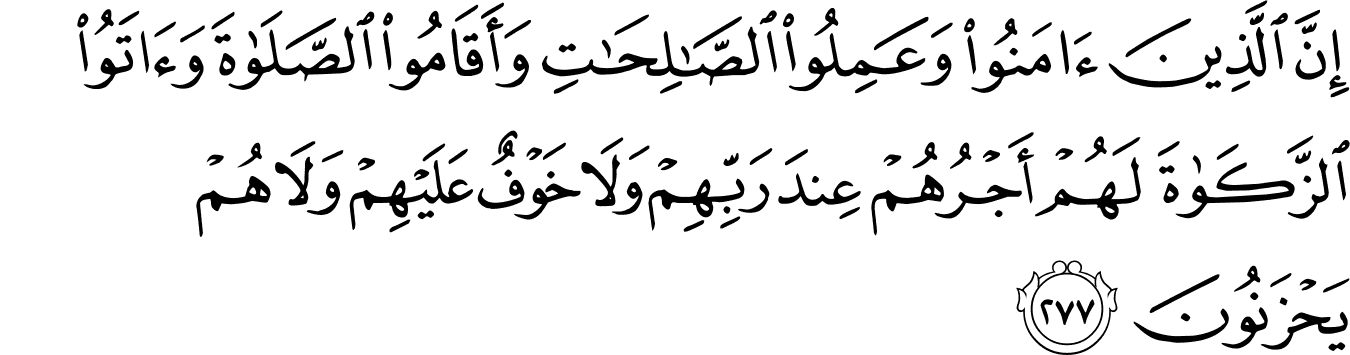 إِنَّ ٱلَّذِينَ ءَامَنُوا۟ وَعَمِلُوا۟ ٱلصَّـٰلِحَـٰتِ وَأَقَامُوا۟ ٱلصَّلَوٰةَ وَءَاتَوُا۟
ٱلزَّكَوٰةَ لَهُمْ أَجْرُهُمْ عِندَ رَبِّهِمْ وَلَا خَوْفٌ عَلَيْهِمْ وَلَا هُمْ
يَحْزَنُونَ ٢٧٧